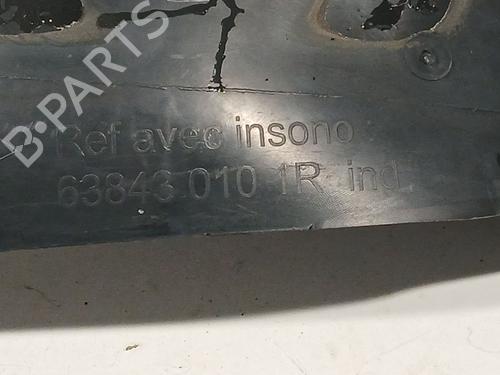 B-PARTS
Ref avec insono
63843 010 1R ind